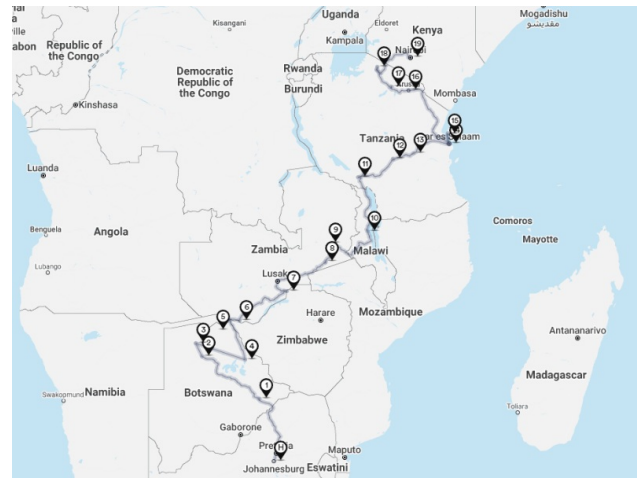 Uganda
Kisangani
Eldoret
Kenya
Mogadishu
مقديشو
ville
abon
Republic of
the Congo
Kampala
19
18
Democratic
Republic of
the Congo
Rwanda
Burundi
17
16
Mombasa
Kinshasa
Tanzania
15
13
12
11
Luanda
10
Comoros
Angola
Benguela
Mayotte
Lubango
Zambia
9
8
Malawi
7
Mozambique
6
Harare
5
3
2
4
Zimbabwe
Antananarivo
Madagascar
Namibia
Swakopmund
Botswana
1
Toliara
Gaborone
H
Maputo
Johannesburg
Eswatini